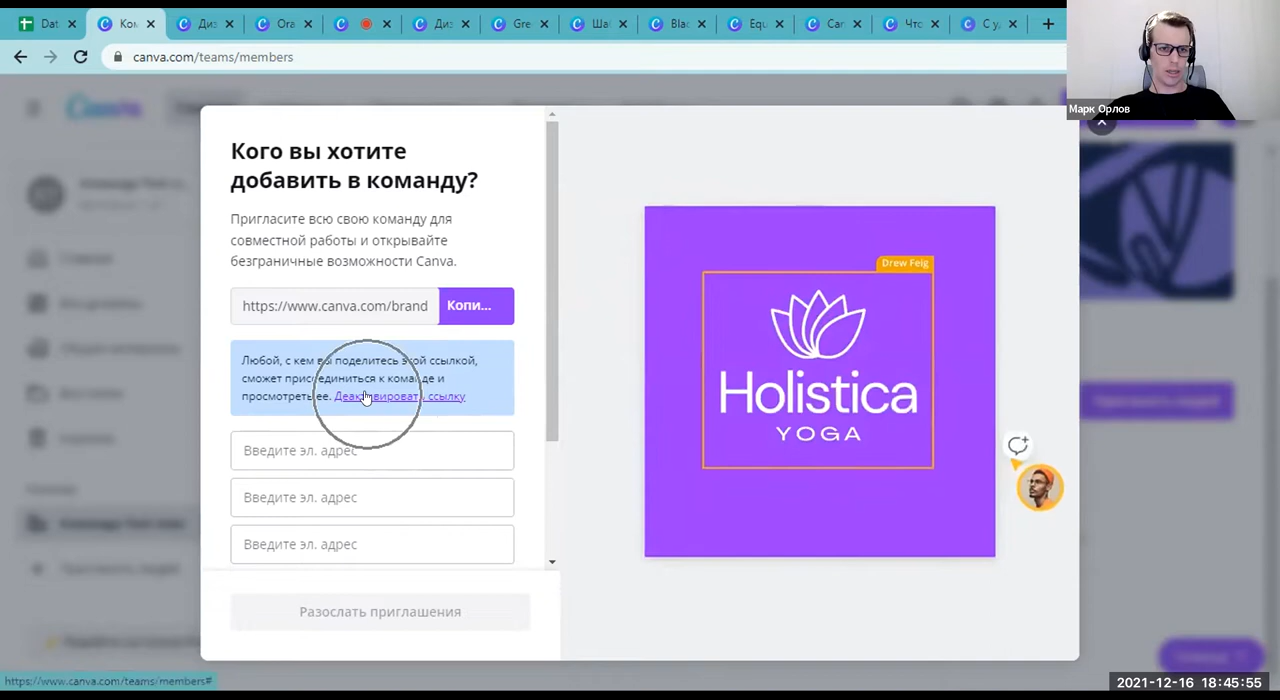 Dat
Ком
Диз
Ora
Диз
Gre
Ша
Blac
Equ
Can
Что
С у
canva.com/teams/members
Марк Орлов
Canva
Кого вы хотите
добавить в команду?
Пригласите всю свою команду для
совместной работы и открывайте
безграничные возможности Canva.
https://www.canva.com/brand
Копи...
Любой, с кем вы поделитесь этой ссылкой,
сможет присоединиться к команде и
просмотреть ее. Деактивировать ссылку
Введите эл. адрес
Введите эл. адрес
Введите эл. адрес
Разослать приглашения
Drew Feig
Holistica
YOGA
https://www.canva.com/teams/members#
2021-12-16 18:45:55